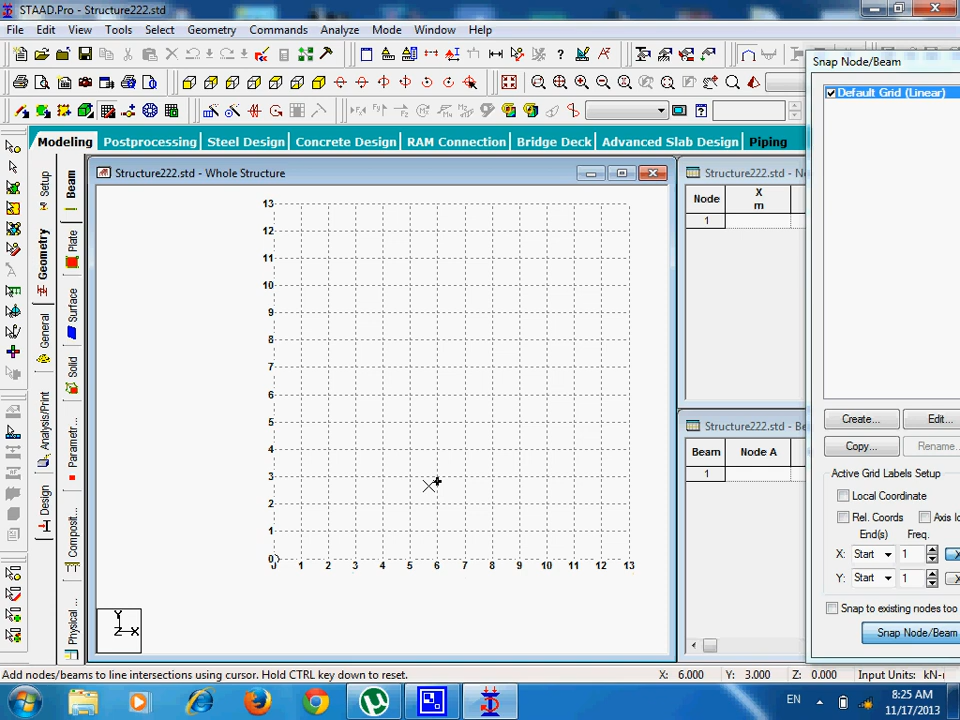 STAAD.Pro - Structure222.std
File Edit View Tools Select Geometry Commands Analyze Mode Window Help
Snap Node/Beam
Default Grid (Linear)
Modeling Postprocessing Steel Design Concrete Design RAM Connection Bridge Deck Advanced Slab Design Piping
Setup
Geometry
General
Analysis/Print
Design
Beam
Plate
Surface
Solid
Parametr...
Composit...
Physical ...
Structure222.std - Whole Structure
13
12
11
10
9
8
7
6
5
4
3
2
1
0
0 1 2 3 4 5 6 7 8 9 10 11 12 13
Y
Z X
Structure222.std - N
Node X
m
1
Structure222.std - Be
Beam Node A
1
Create... Edit...
Copy... Rename...
Active Grid Labels Setup
Local Coordinate
Rel. Coords Axis
End(s) Freq.
X: Start 1 X
Y: Start 1
Snap to existing nodes too
Snap Node/Beam
Add nodes/beams to line intersections using cursor. Hold CTRL key down to reset.
X: 6.000 Y: 3.000 Z: 0.000 Input Units:
EN
8:25 AM
11/17/2013